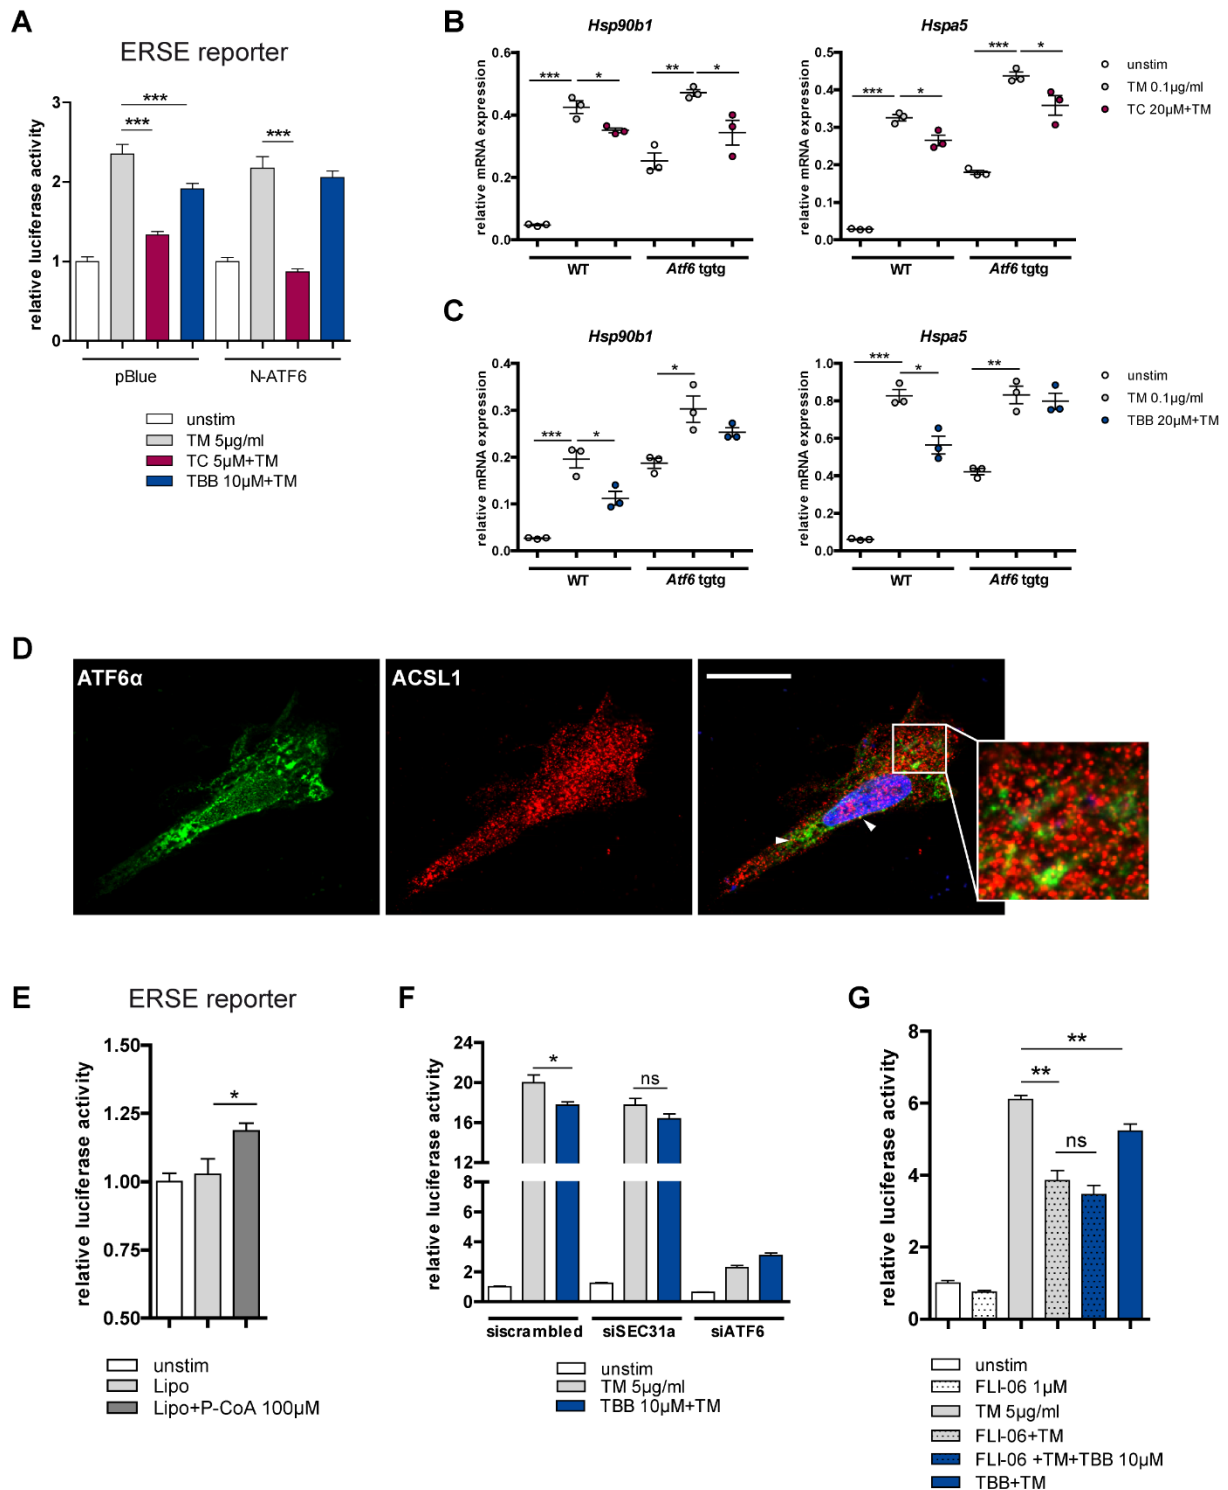 A
ERSE reporter
relative luciferase activity
3
2
1
0
***
***
***
pBlue
N-ATF6
unstim
TM 5µg/ml
TC 5µM+TM
TBB 10µM+TM
B
Hsp90b1
relative mRNA expression
0.6
0.4
0.2
0.0
***
*
**
*
WT
Atf6 tgtg
Hspa5
relative mRNA expression
0.5
0.4
0.3
0.2
0.1
0.0
***
*
***
*
WT
Atf6 tgtg
unstim
TM 0.1µg/ml
TC 20µM+TM
C
Hsp90b1
relative mRNA expression
0.4
0.3
0.2
0.1
0.0
***
*
*
WT
Atf6 tgtg
Hspa5
relative mRNA expression
1.0
0.8
0.6
0.4
0.2
0.0
***
*
**
WT
Atf6 tgtg
unstim
TM 0.1µg/ml
TBB 20µM+TM
D
ATF6α
ACSL1
E
ERSE reporter
relative luciferase activity
1.50
1.25
1.00
0.75
0.50
*
unstim
Lipo
Lipo+P-CoA 100µM
F
relative luciferase activity
24
20
16
12
8
6
4
2
0
*
ns
siscrambled
siSEC31a
siATF6
unstim
TM 5µg/ml
TBB 10µM+TM
G
relative luciferase activity
8
6
4
2
0
**
**
ns
unstim
FLI-06 1µM
TM 5µg/ml
FLI-06+TM
FLI-06 +TM+TBB 10µM
TBB+TM